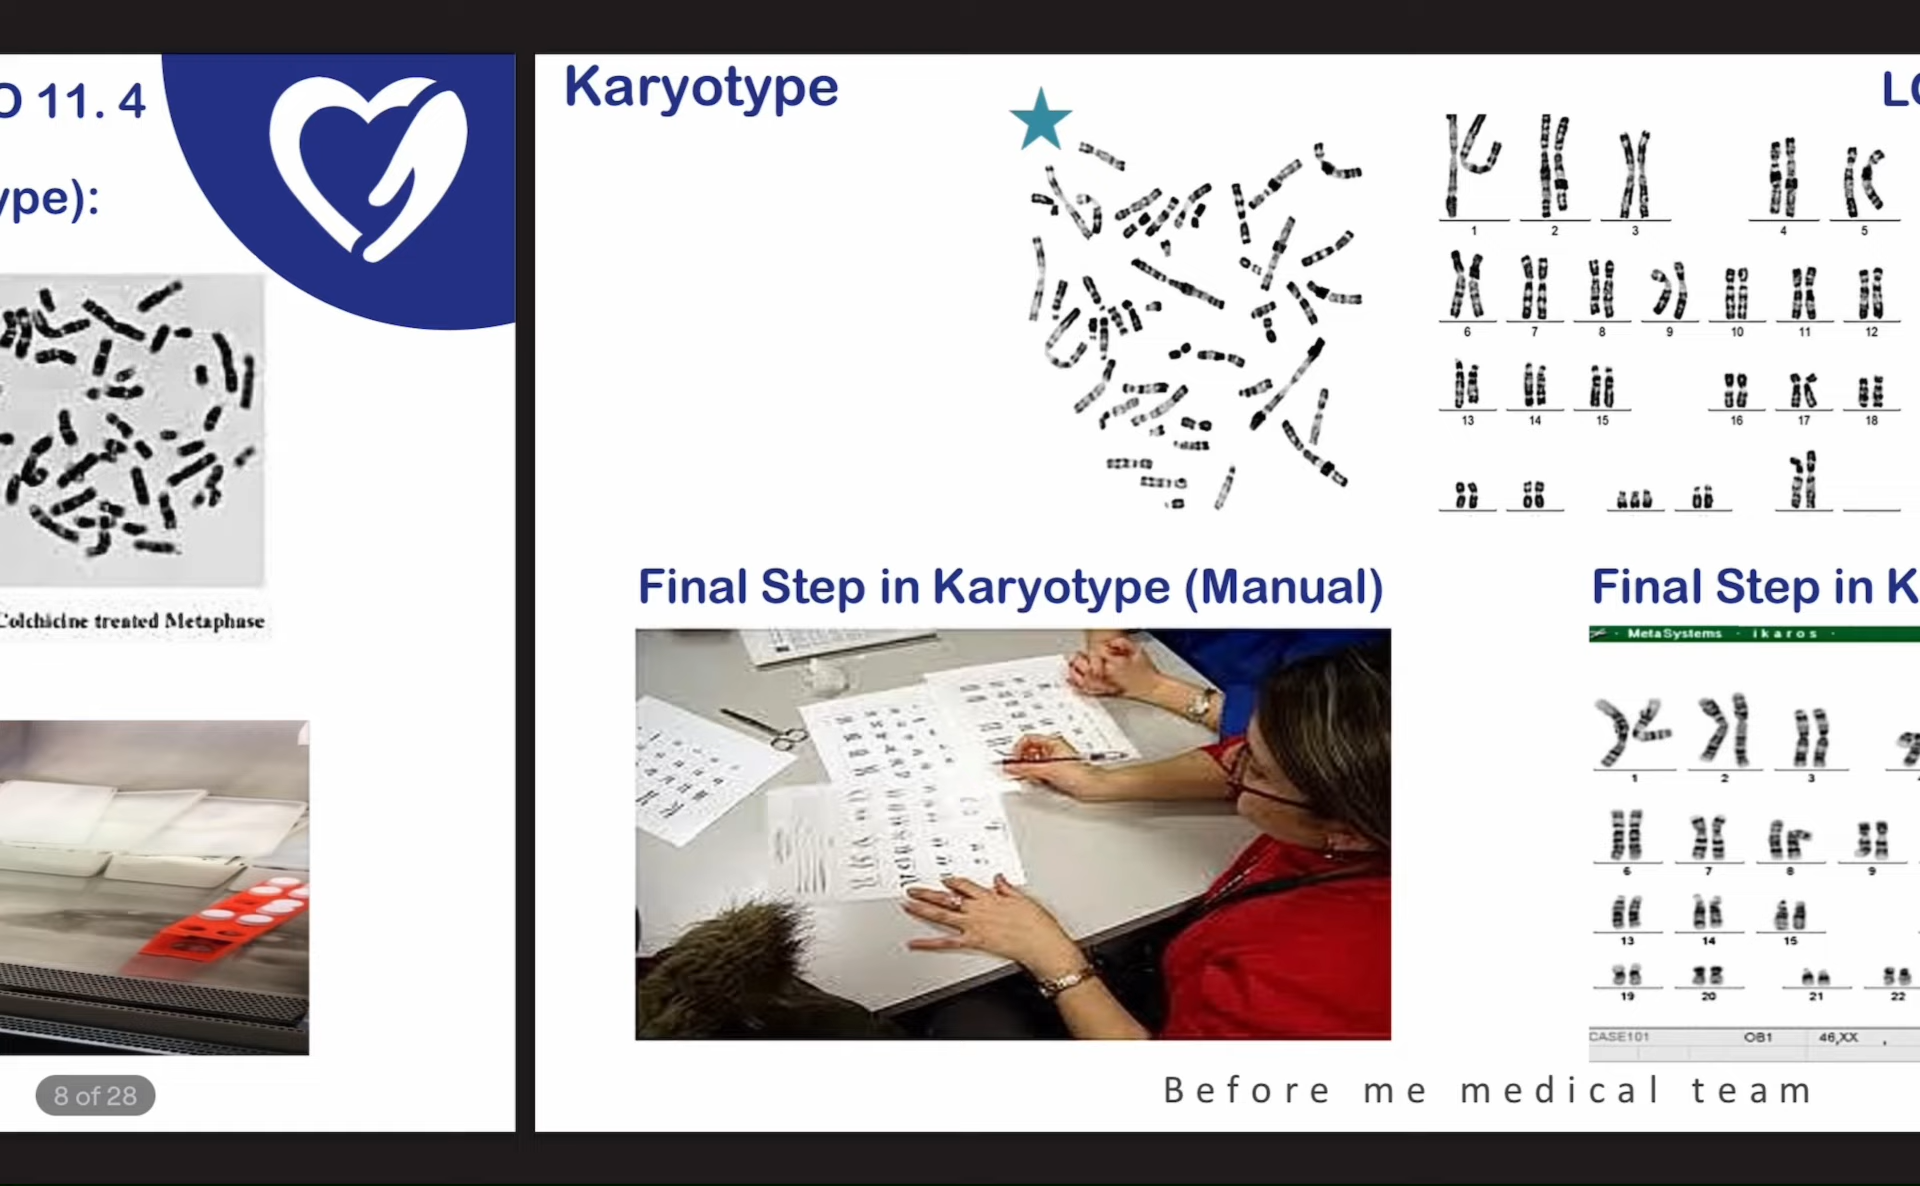 O 11. 4
ype):
Colchicine treated Metaphase
8 of 28
Karyotype
LO
1 2 3 4 5
6 7 8 9 10 11 12
13 14 15 16 17 18
Final Step in Karyotype (Manual)
Final Step in K
MetaSystems · ikaros ·
1 2 3
6 7 8 9
13 14 15
19 20 21 22
CASE101 OB1 46,XX ,
Before me medical team